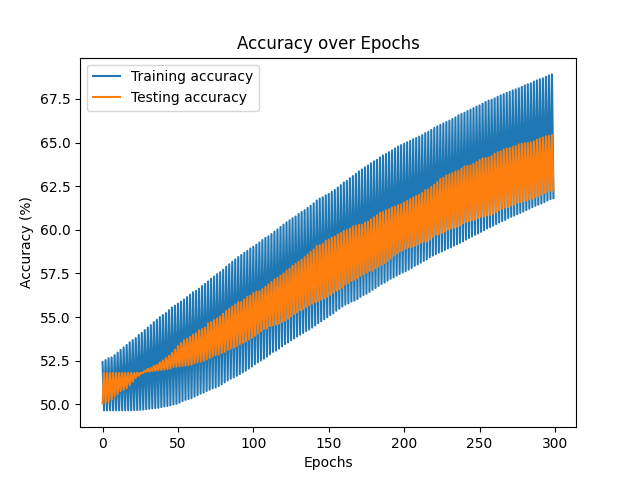 Accuracy over Epochs
Training accuracy
Testing accuracy
67.5
65.0
62.5
60.0
57.5
55.0
52.5
50.0
Accuracy (%)
0 50 100 150 200 250 300
Epochs